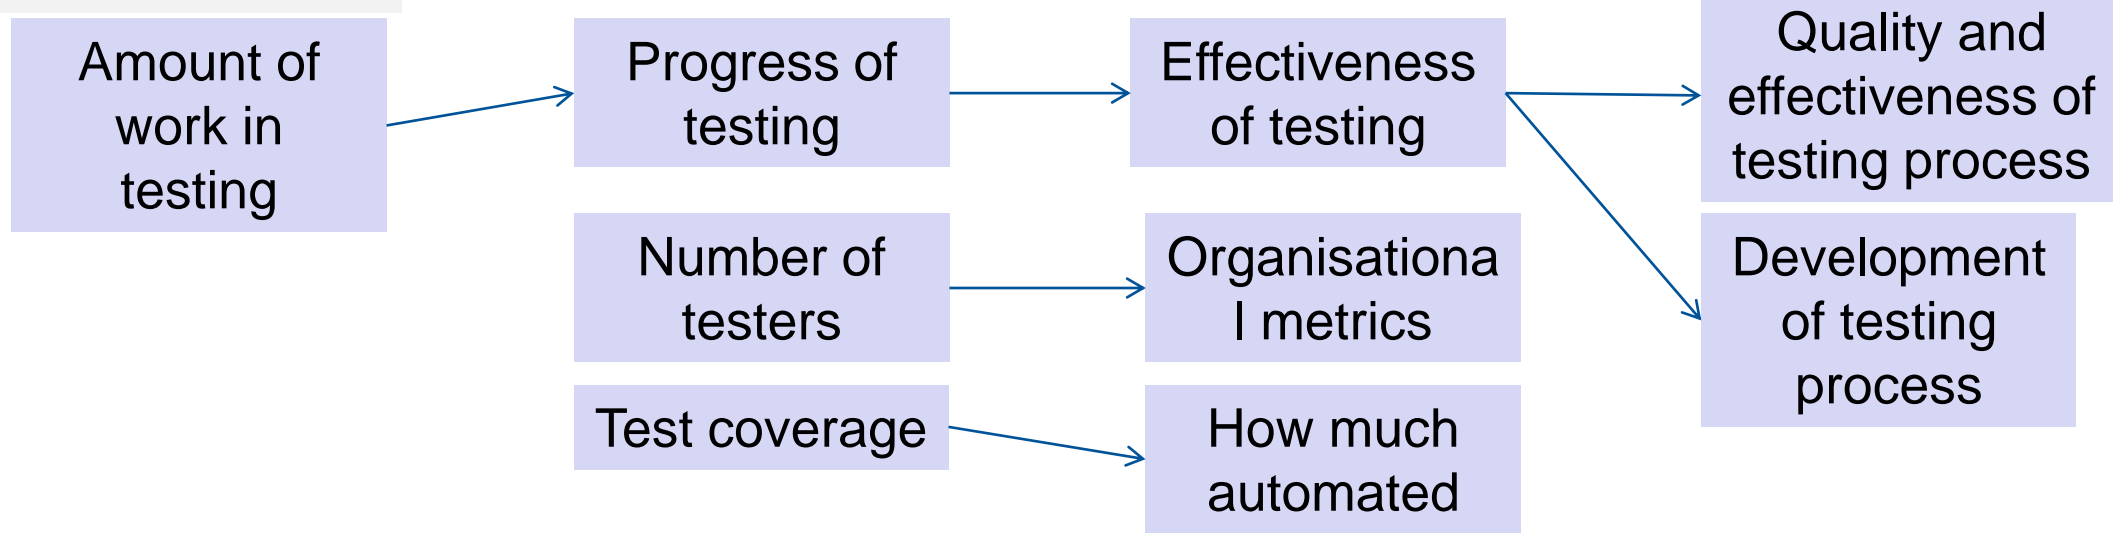 Amount of
work in
testing
Progress of
testing
Effectiveness
of testing
Quality and
effectiveness of
testing process
Number of
testers
Organisationa
l metrics
Development
of testing
process
Test coverage
How much
automated